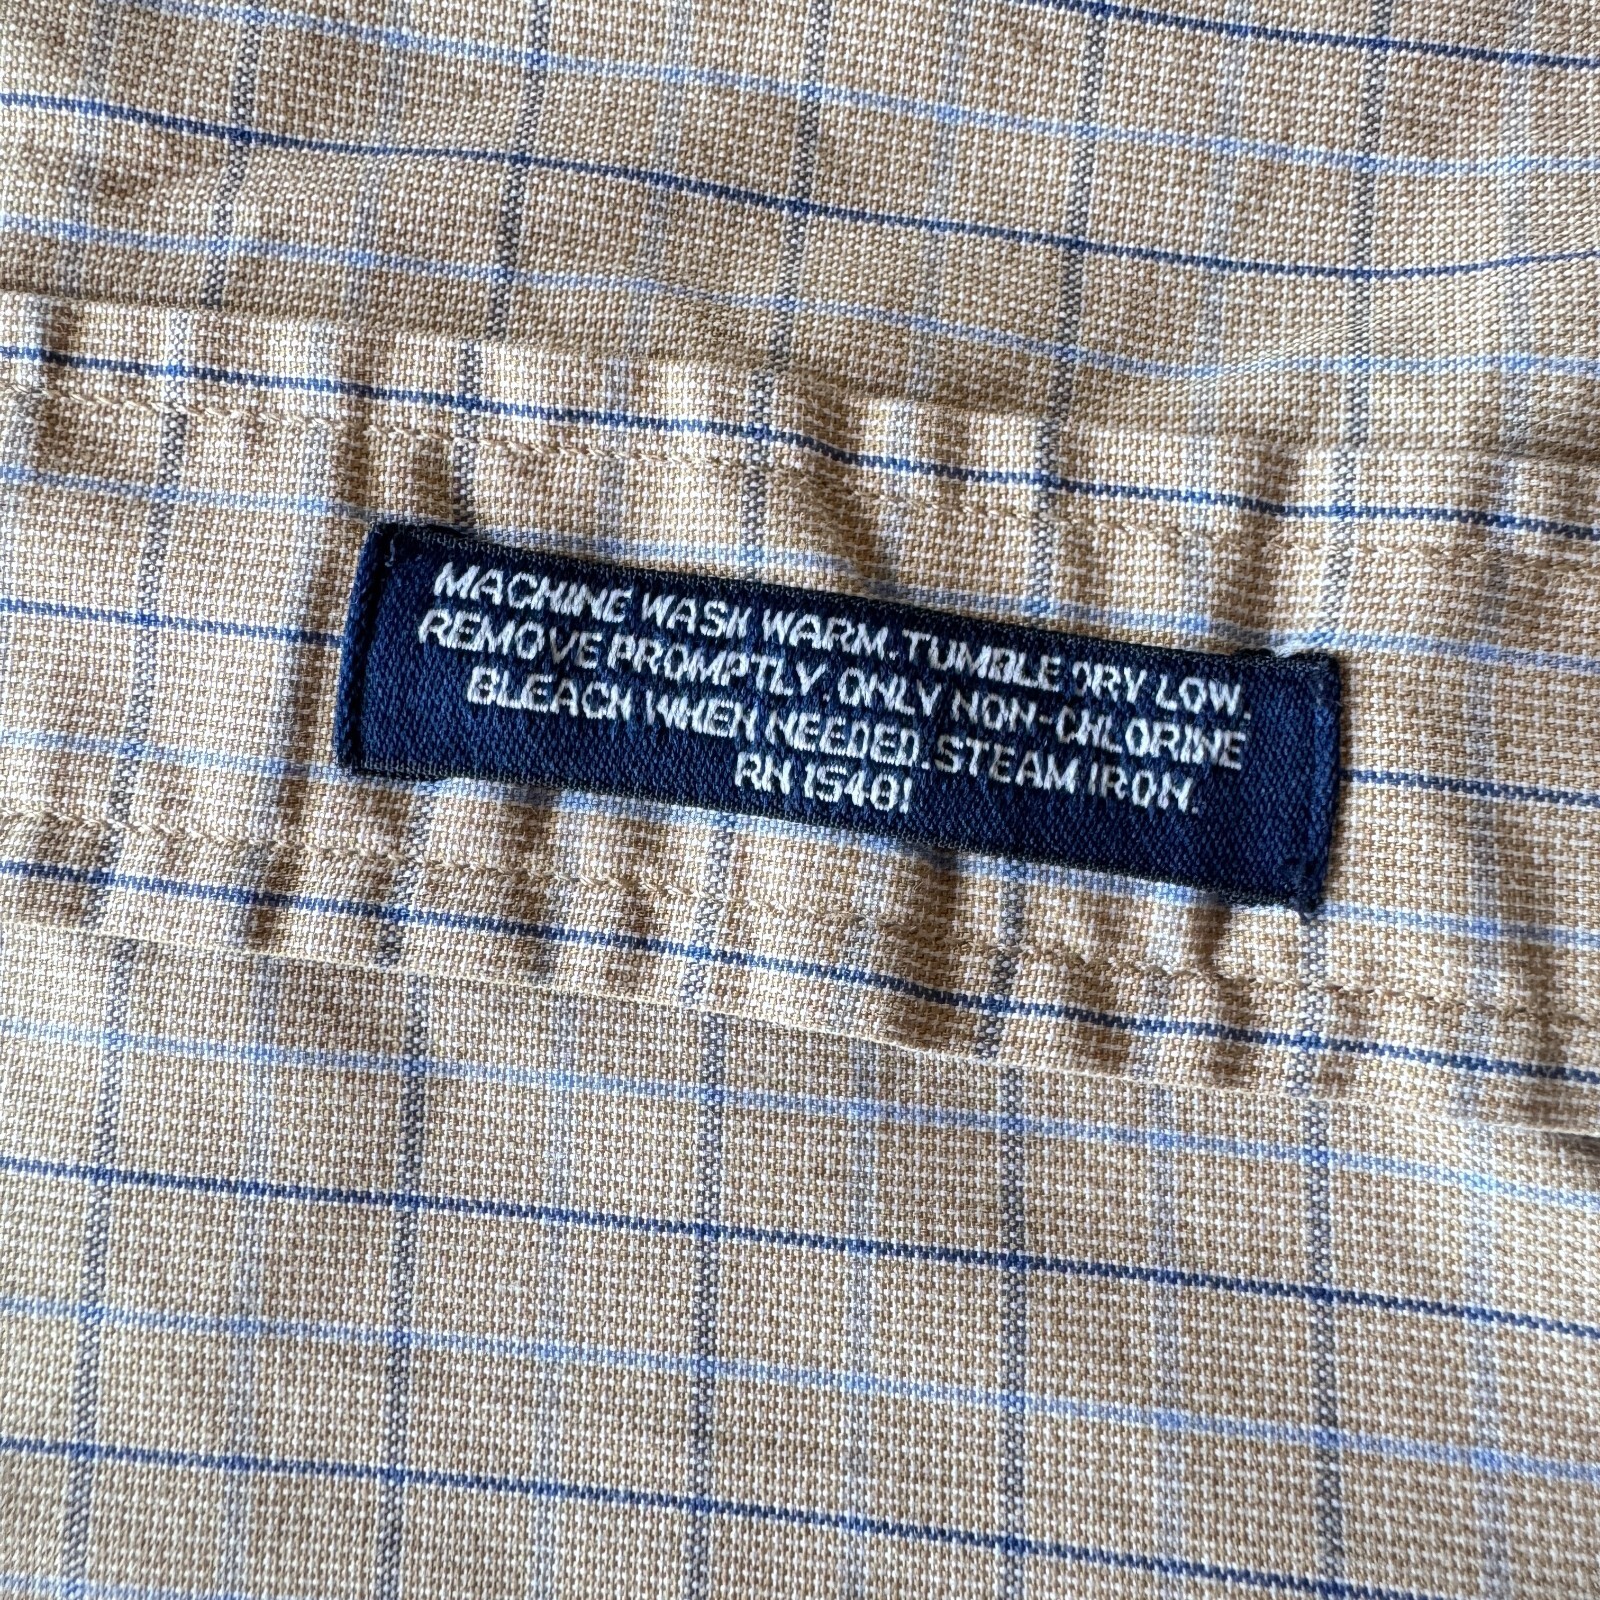 MACHINE WASH WARM. TUMBLE DRY LOW.
REMOVE PROMPTLY. ONLY NON-CHLORINE
BLEACH WHEN NEEDED. STEAM IRON.
RN 15401